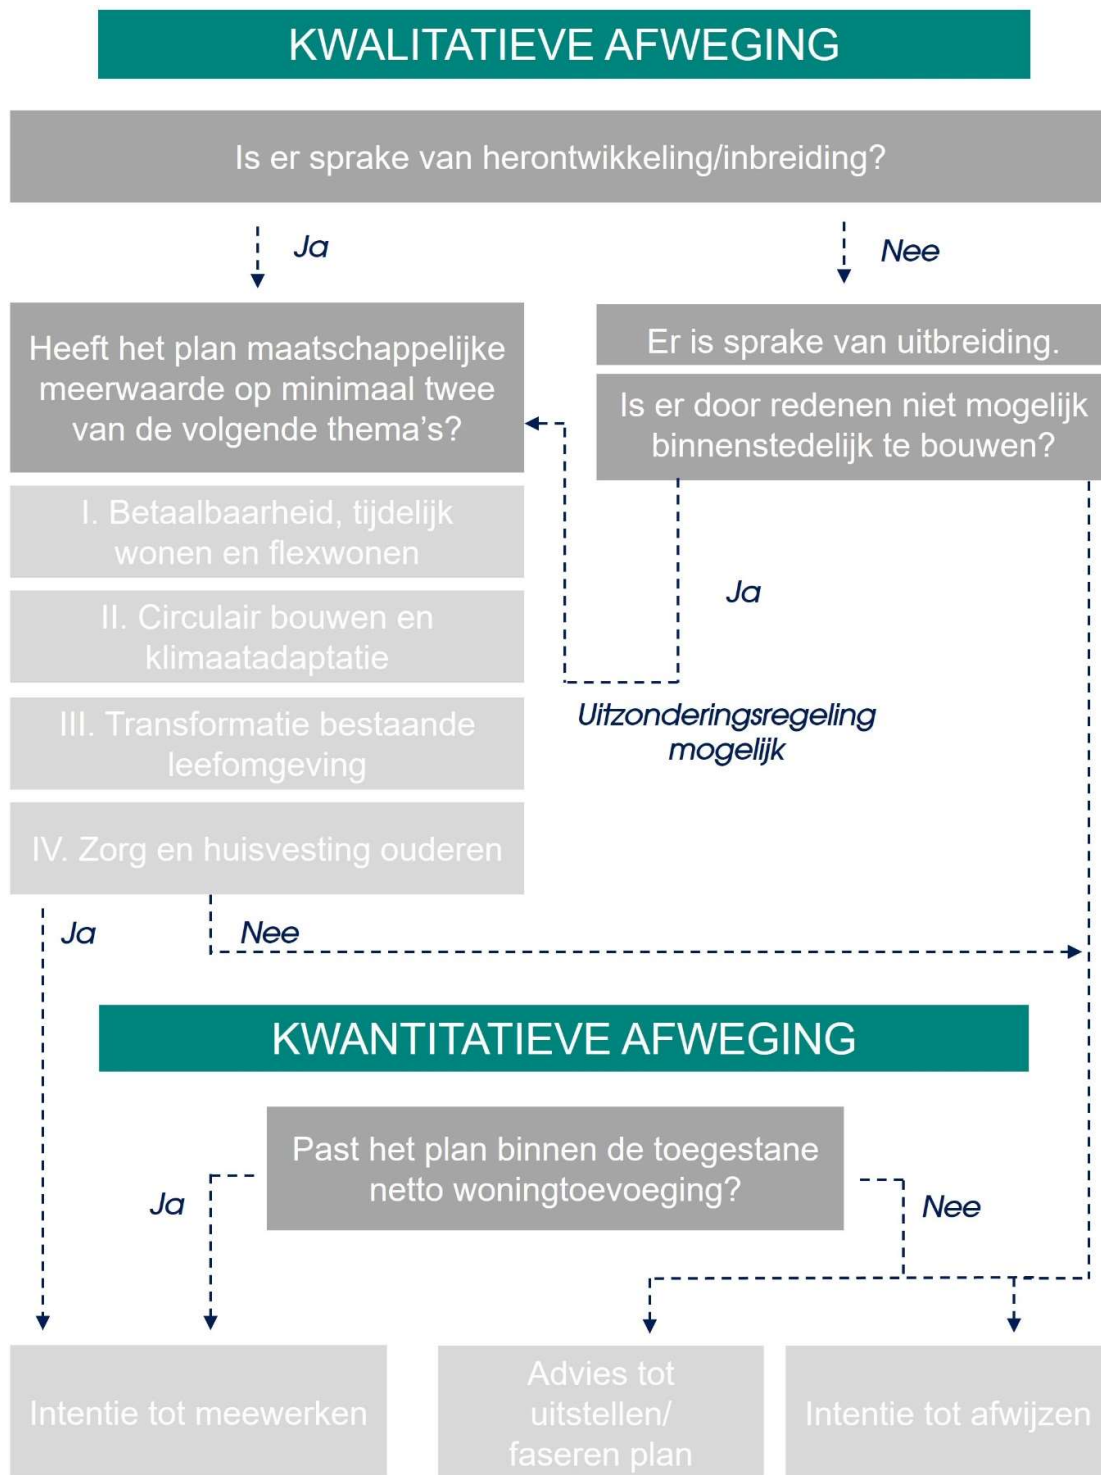 KWALITATIEVE AFWEGING
Is er sprake van herontwikkeling/inbreiding?
Ja
Nee
Heeft het plan maatschappelijke
meerwaarde op minimaal twee
van de volgende thema's?
Er is sprake van uitbreiding.
Is er door redenen niet mogelijk
binnenstedelijk te bouwen?
I. Betaalbaarheid, tijdelijk
wonen en flexwonen
II. Circulair bouwen en
klimaatadaptatie
III. Transformatie bestaande
leefomgeving
IV. Zorg en huisvesting ouderen
Ja
Uitzonderingsregeling
mogelijk
Ja
Nee
KWANTITATIEVE AFWEGING
Past het plan binnen de toegestane
netto woningtoevoeging?
Ja
Nee
Intentie tot meewerken
Advies tot
uitstellen/
faseren plan
Intentie tot afwijzen